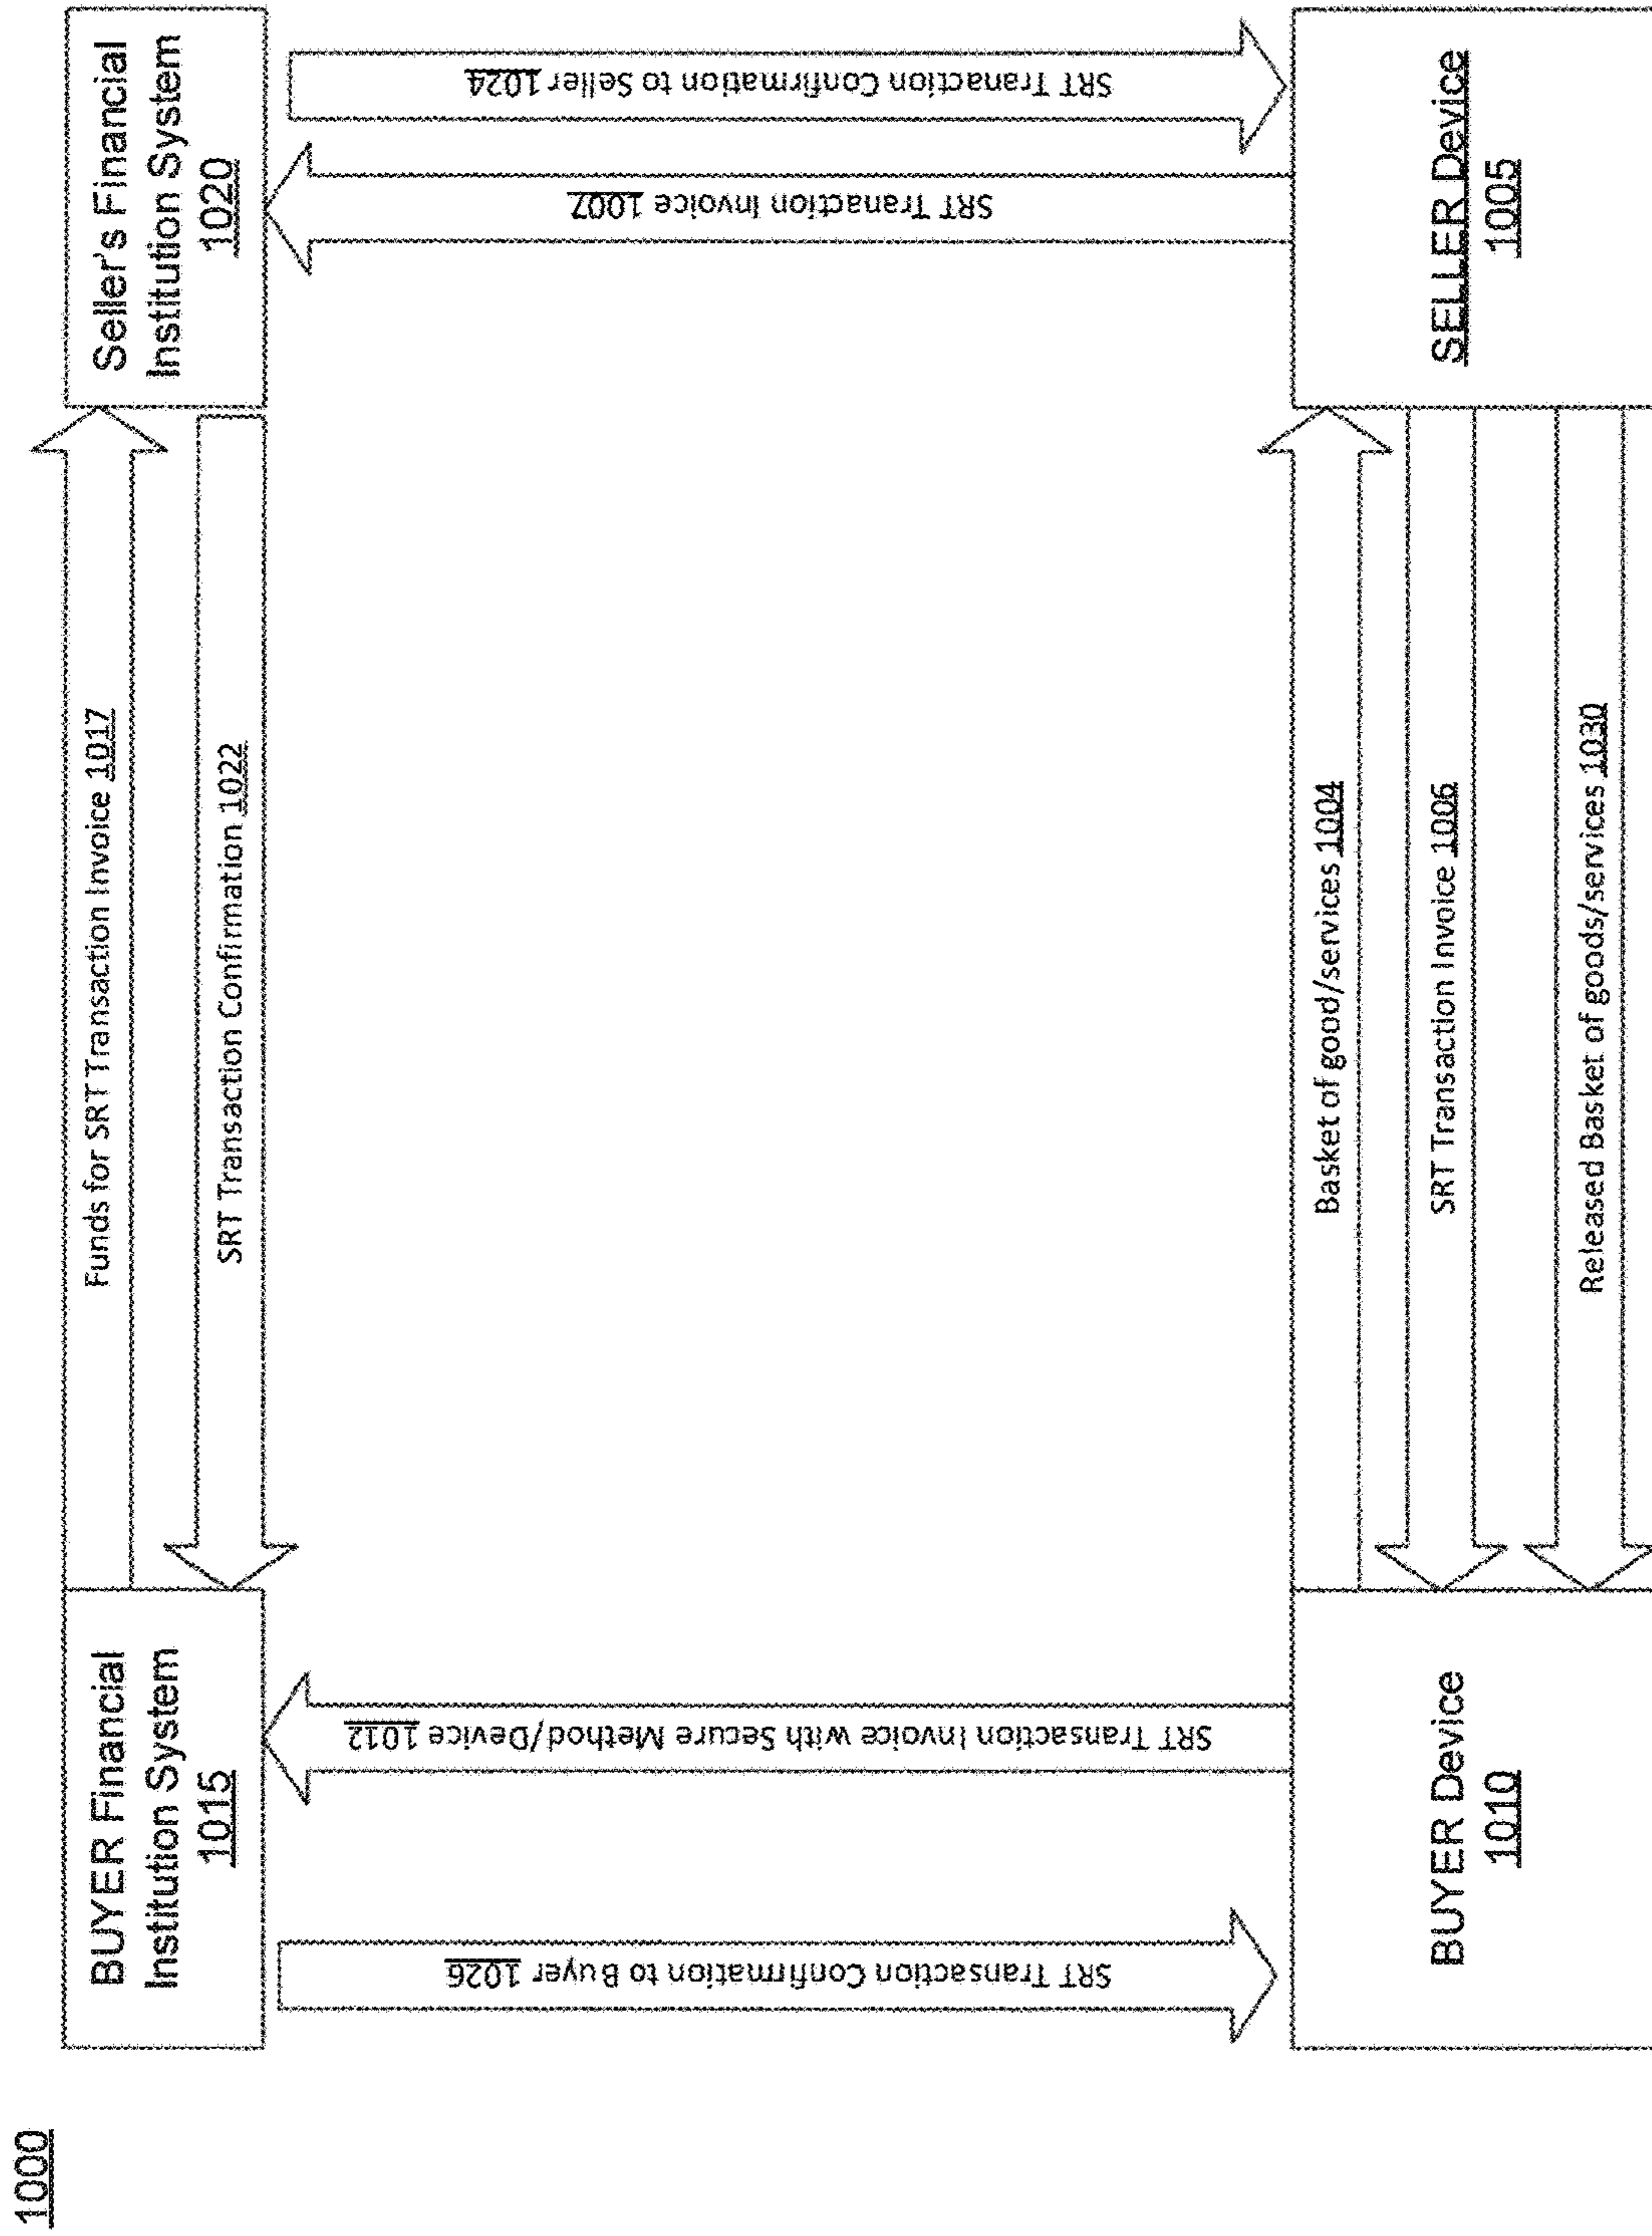 1000
BUYER Financial
Institution System
1015
Funds for SRT Transaction Invoice 1017
SRT Transaction Confirmation 1022
Seller's Financial
Institution System
1020
SRT Transaction Confirmation to Buyer 1026
SRT Transaction Invoice with Secure Method/Device 1012
SRT Tranaction Invoice 1007
SRT Tranaction Confirmation to Seller 1024
BUYER Device
1010
Basket of good/services 1004
SRT Transaction Invoice 1006
Released Basket of goods/services 1030
SELLER Device
1005